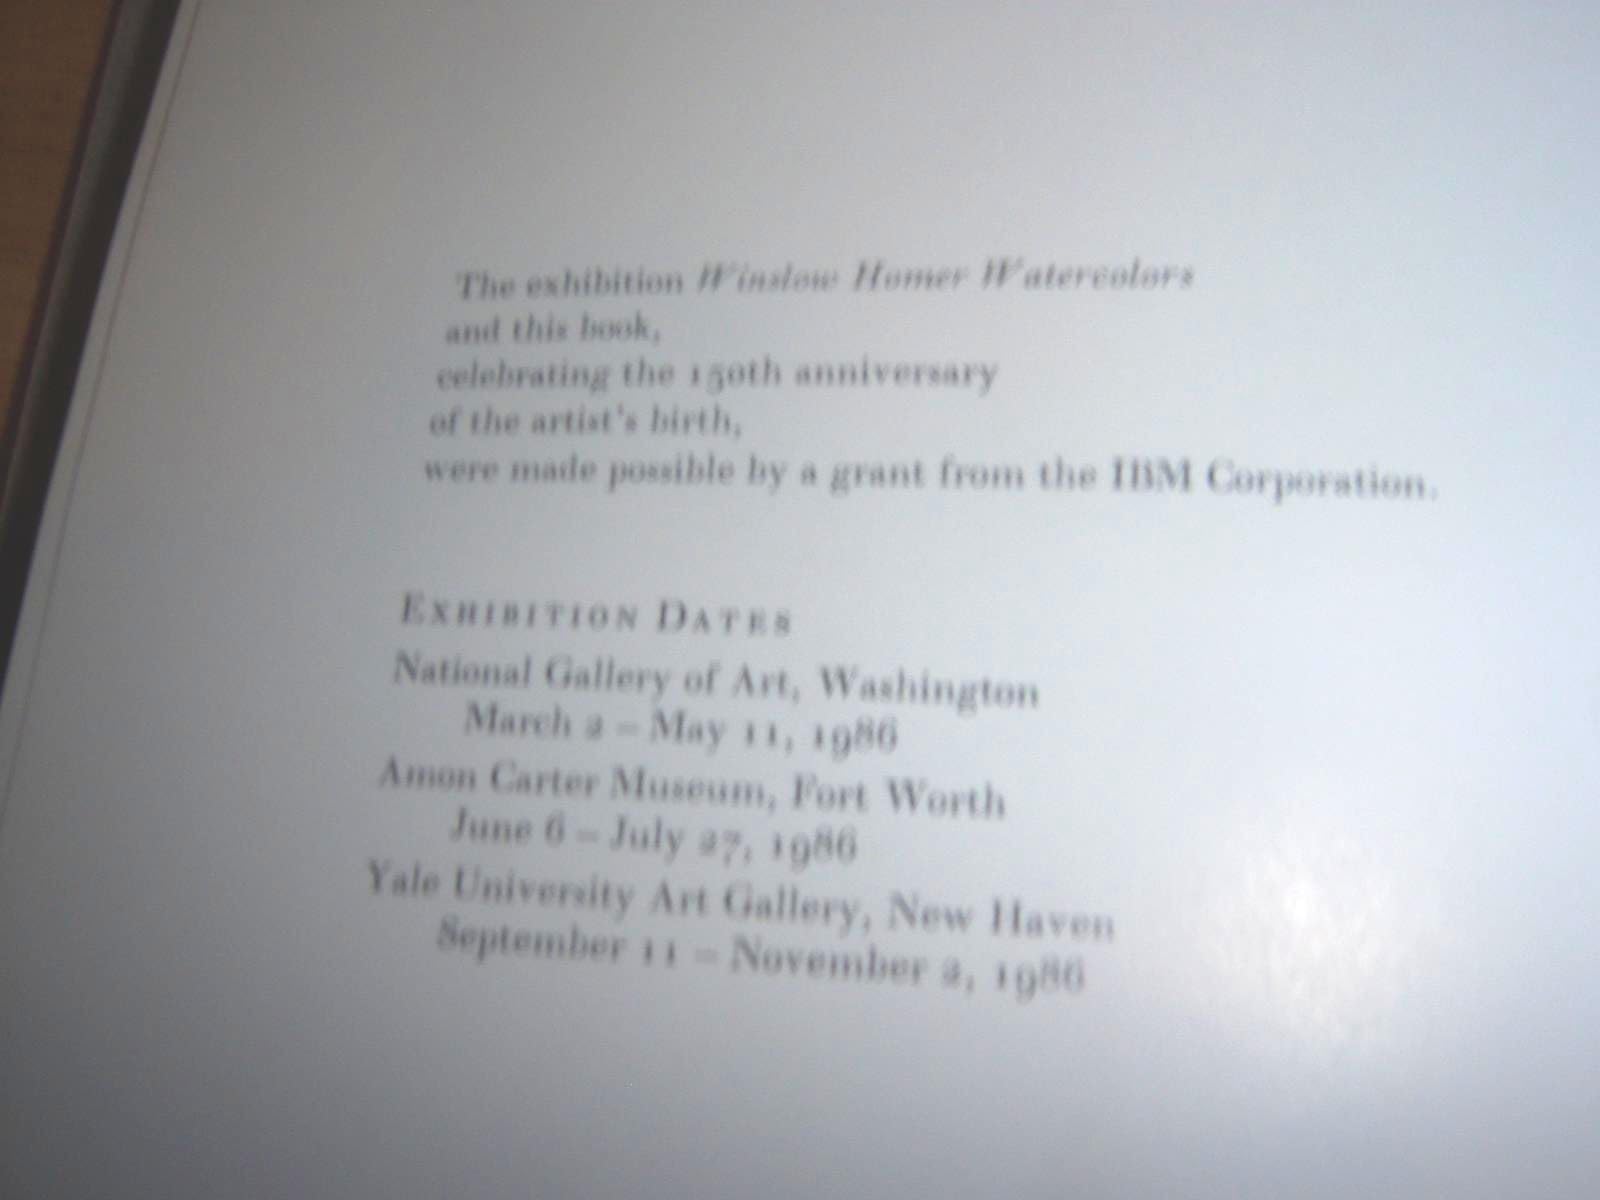 The exhibition Winslow Homer Watercolors
and this book,
celebrating the 150th anniversary
of the artist's birth,
were made possible by a grant from the IBM Corporation.
EXHIBITION DATES
National Gallery of Art, Washington
March 2 – May 11, 1986
Amon Carter Museum, Fort Worth
June 6 – July 27, 1986
Yale University Art Gallery, New Haven
September 11 – November 2, 1986